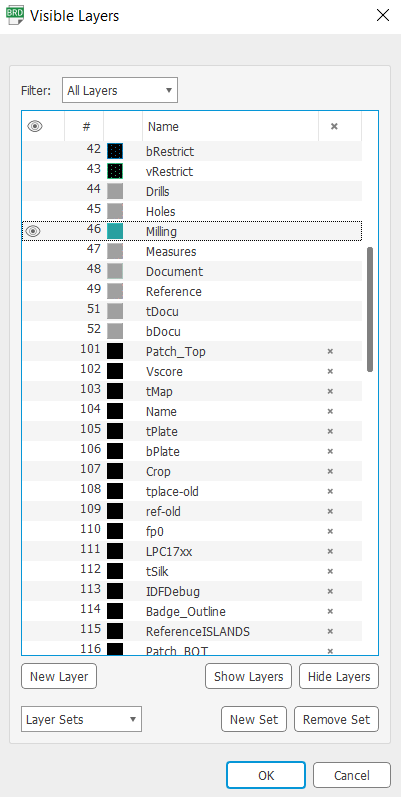 BRD
Visible Layers
Filter: All Layers
# Name ×
42 bRestrict
43 vRestrict
44 Drills
45 Holes
46 Milling
47 Measures
48 Document
49 Reference
51 tDocu
52 bDocu
101 Patch_Top ×
102 Vscore ×
103 tMap ×
104 Name ×
105 tPlate ×
106 bPlate ×
107 Crop ×
108 tplace-old ×
109 ref-old ×
110 fp0 ×
111 LPC17xx ×
112 tSilk ×
113 IDFDebug ×
114 Badge_Outline ×
115 ReferenceISLANDS ×
116 Patch_BOT ×
New Layer Show Layers Hide Layers
Layer Sets New Set Remove Set
OK Cancel